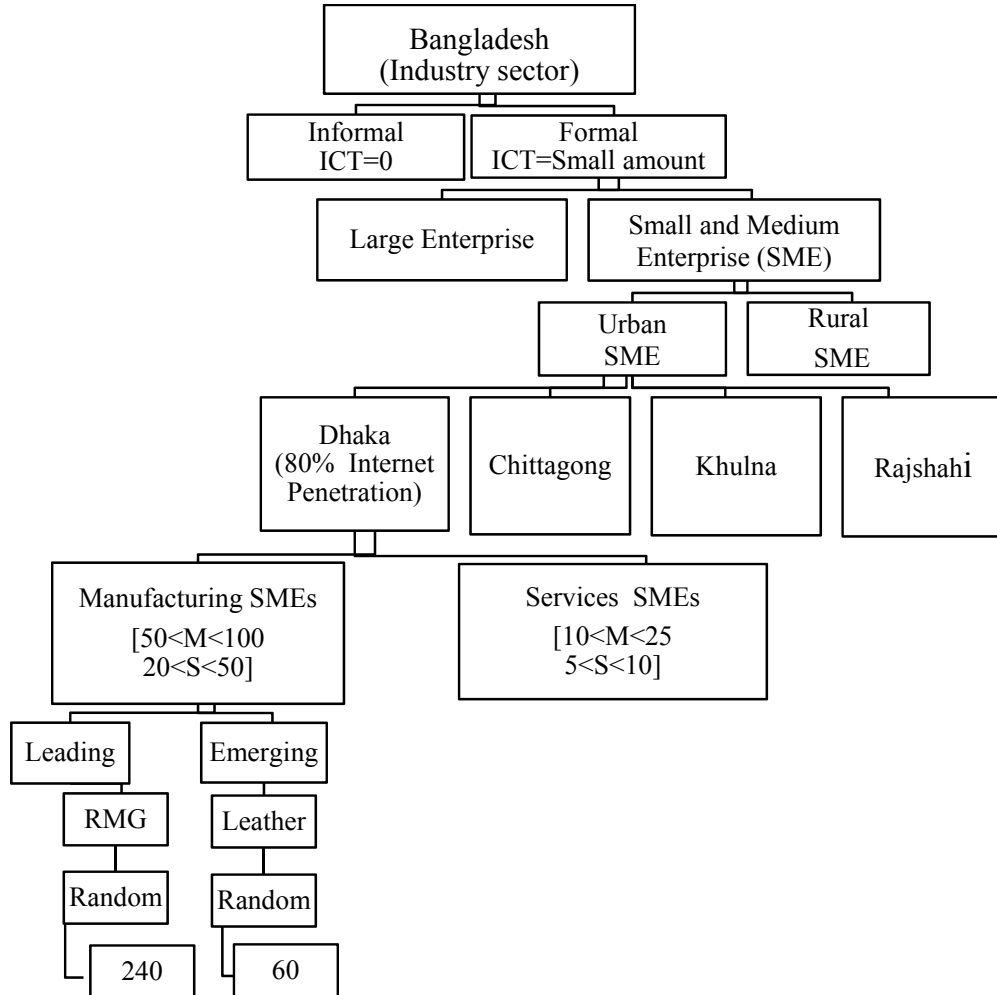 Bangladesh
(Industry sector)
Informal
ICT=0
Formal
ICT=Small amount
Large Enterprise
Small and Medium
Enterprise (SME)
Urban
SME
Rural
SME
Dhaka
(80% Internet
Penetration)
Chittagong
Khulna
Rajshahi
Manufacturing SMEs
[50<M<100
20<S<50]
Services SMEs
[10<M<25
5<S<10]
Leading
Emerging
RMG
Leather
Random
Random
240
60